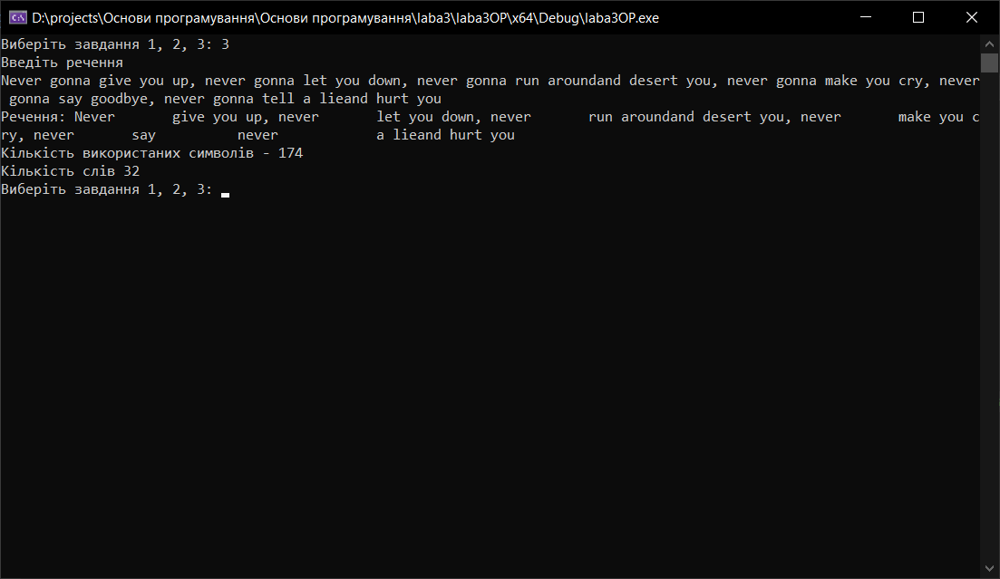 D:\projects\Основи програмування\Основи програмування\laba3\laba3OP\x64\Debug\laba3OP.exe
Виберіть завдання 1, 2, 3: 3
Введіть речення
Never gonna give you up, never gonna let you down, never gonna run aroundand desert you, never gonna make you cry, never
gonna say goodbye, never gonna tell a lieand hurt you
Речення: Never       give you up, never       let you down, never       run aroundand desert you, never       make you c
ry, never       say          never            a lieand hurt you
Кількість використаних символів - 174
Кількість слів 32
Виберіть завдання 1, 2, 3: